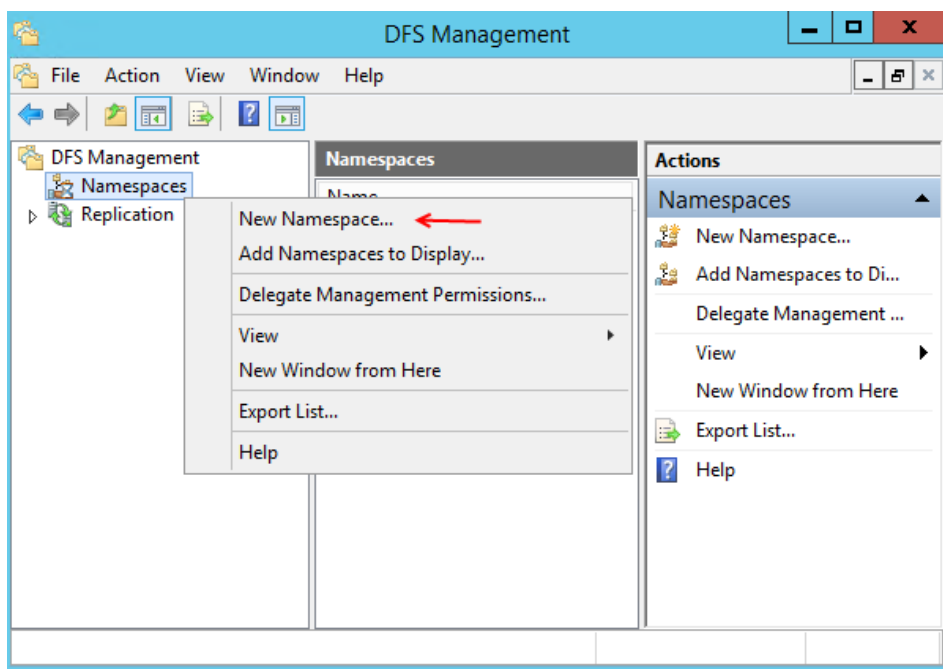 DFS Management
File Action View Window Help
DFS Management
Namespaces
Replication
Namespaces
Name
New Namespace...
Add Namespaces to Display...
Delegate Management Permissions...
View
New Window from Here
Export List...
Help
Actions
Namespaces
New Namespace...
Add Namespaces to Di...
Delegate Management ...
View
New Window from Here
Export List...
Help